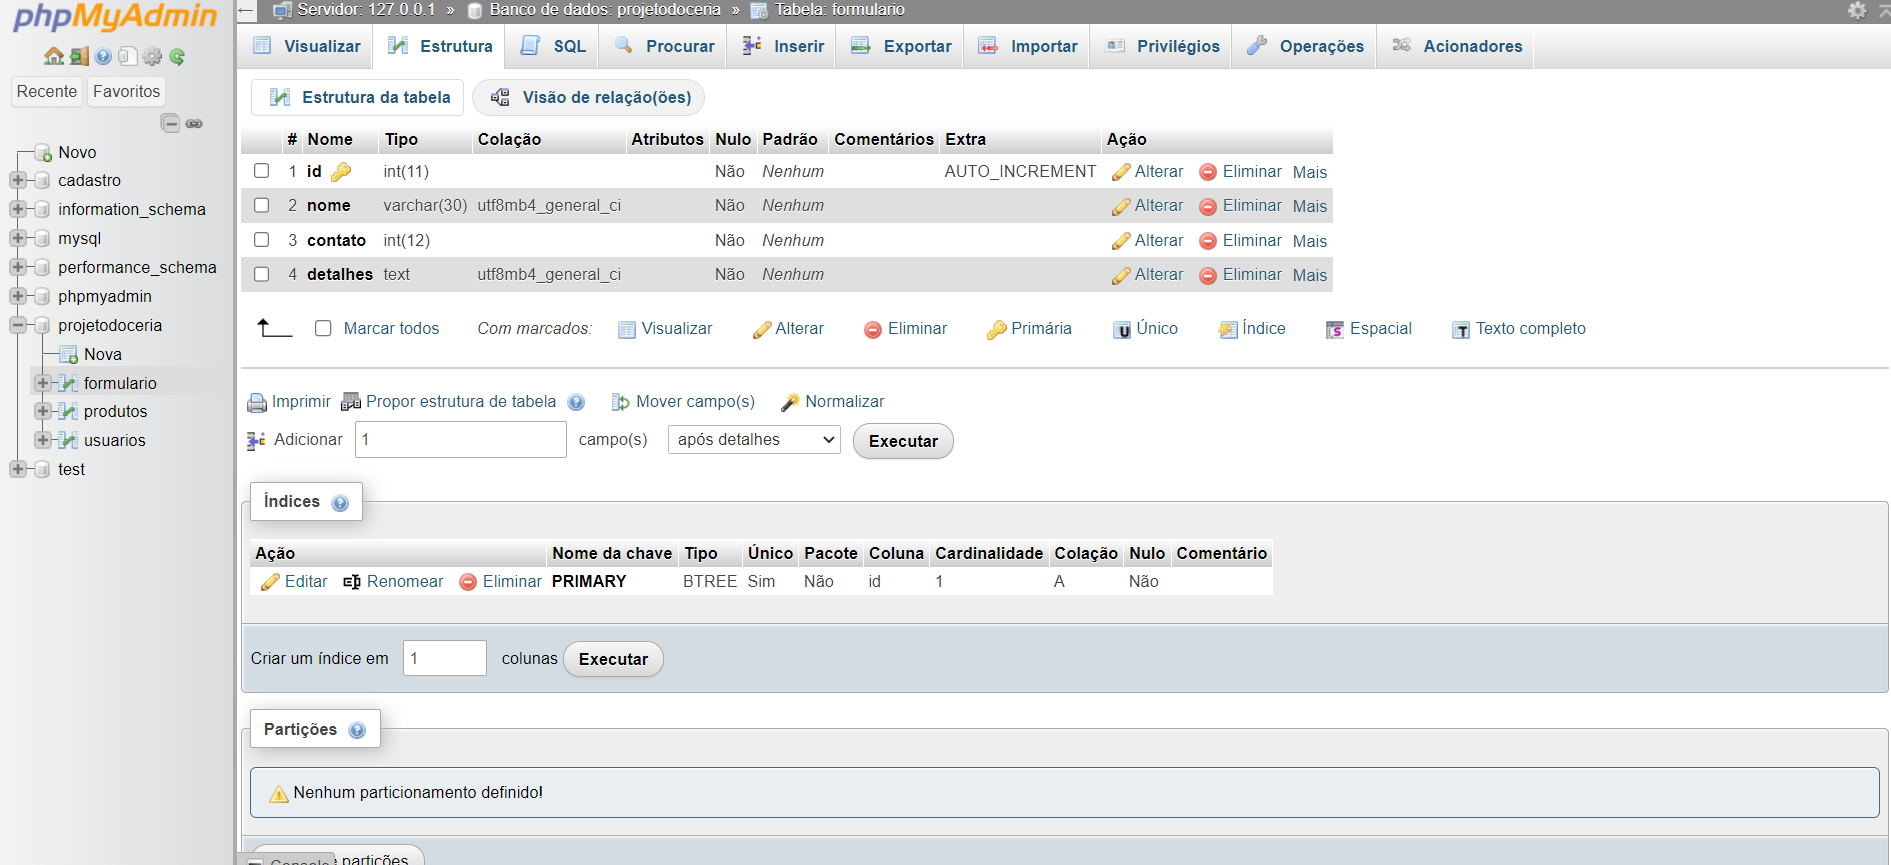 phpMyAdmin
Recente Favoritos
Novo
cadastro
information_schema
mysql
performance_schema
phpmyadmin
projetodoceria
Nova
formulario
produtos
usuarios
test
Servidor: 127.0.0.1 » Banco de dados: projetodoceria » Tabela: formulario
Visualizar Estrutura SQL Procurar Inserir Exportar Importar Privilégios Operações Acionadores
Estrutura da tabela Visão de relação(ões)
# Nome Tipo Colação Atributos Nulo Padrão Comentários Extra Ação
1 id int(11) Não Nenhum AUTO_INCREMENT Alterar Eliminar Mais
2 nome varchar(30) utf8mb4_general_ci Não Nenhum Alterar Eliminar Mais
3 contato int(12) Não Nenhum Alterar Eliminar Mais
4 detalhes text utf8mb4_general_ci Não Nenhum Alterar Eliminar Mais
Marcar todos Com marcados: Visualizar Alterar Eliminar Primária Único Índice Espacial Texto completo
Imprimir Propor estrutura de tabela Mover campo(s) Normalizar
Adicionar 1 campo(s) após detalhes Executar
Índices
Ação Nome da chave Tipo Único Pacote Coluna Cardinalidade Colação Nulo Comentário
Editar Renomear Eliminar PRIMARY BTREE Sim Não id 1 A Não
Criar um índice em 1 colunas Executar
Partições
Nenhum particionamento definido!
Console partições